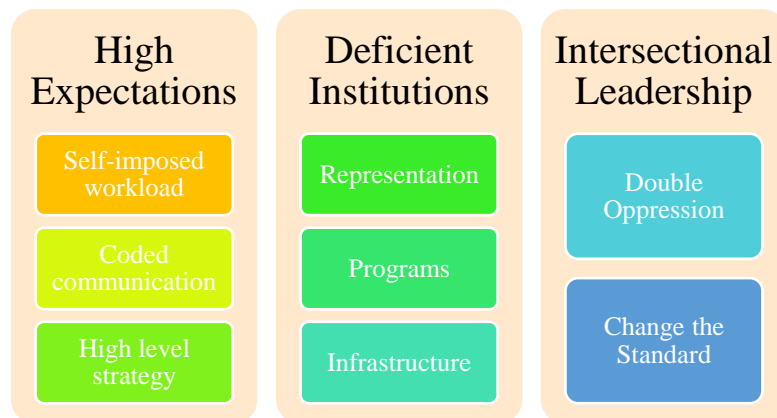 High
Expectations
Self-imposed
workload
Coded
communication
High level
strategy
Deficient
Institutions
Representation
Programs
Infrastructure
Intersectional
Leadership
Double
Oppression
Change the
Standard